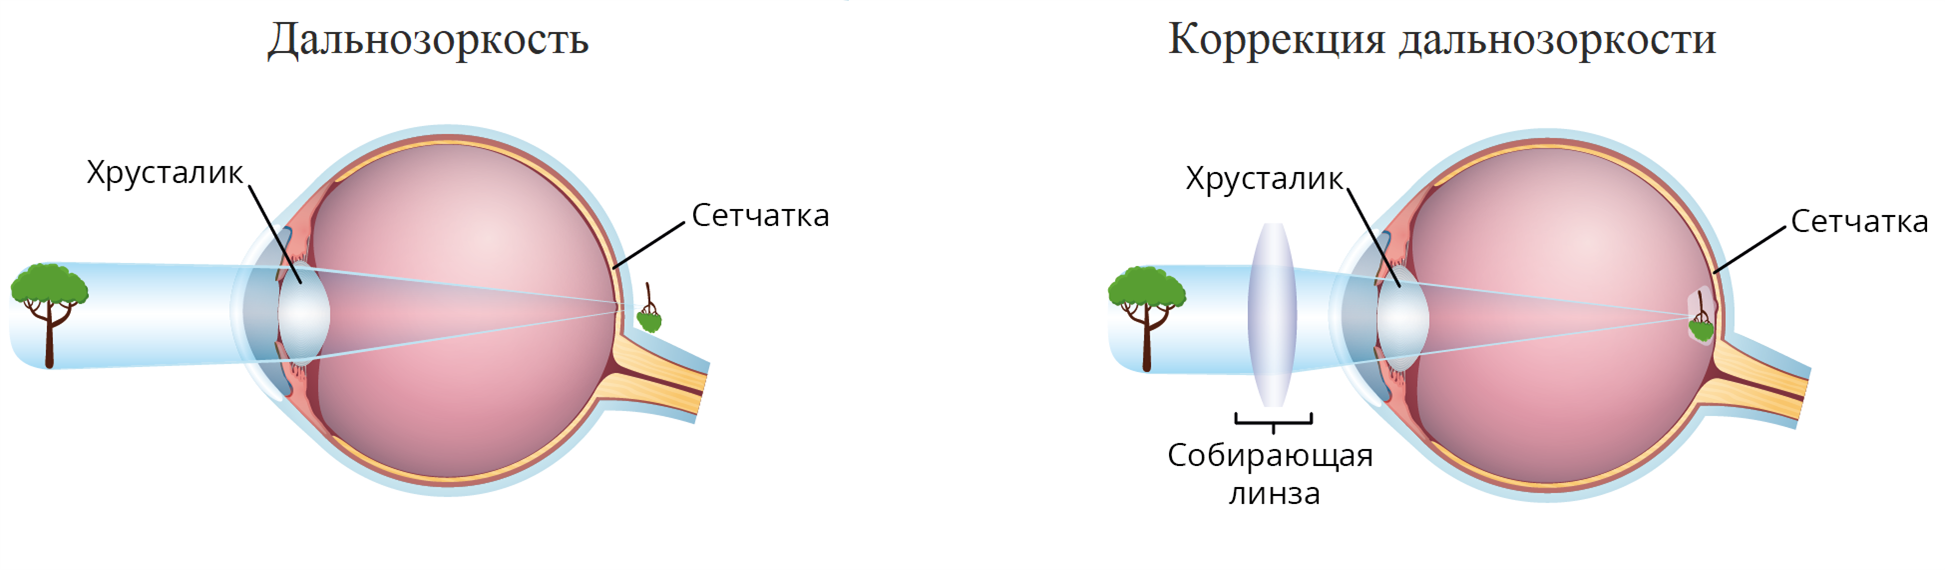 Дальнозоркость
Хрусталик
Сетчатка
Коррекция дальнозоркости
Хрусталик
Сетчатка
Собирающая
линза